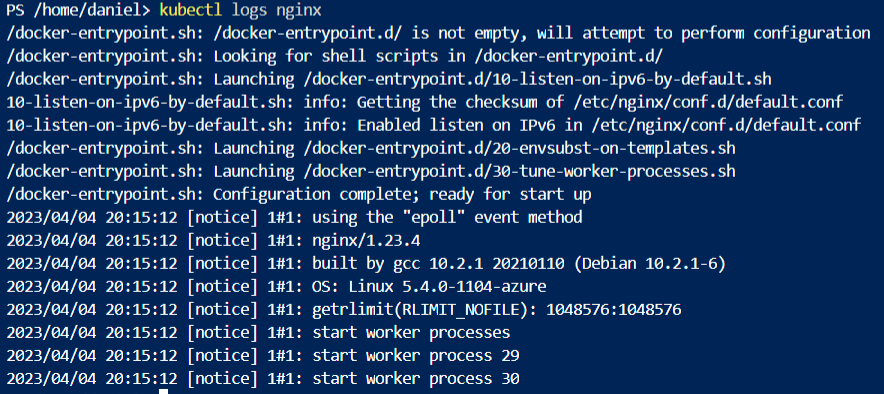 PS /home/daniel> kubectl logs nginx
/docker-entrypoint.sh: /docker-entrypoint.d/ is not empty, will attempt to perform configuration
/docker-entrypoint.sh: Looking for shell scripts in /docker-entrypoint.d/
/docker-entrypoint.sh: Launching /docker-entrypoint.d/10-listen-on-ipv6-by-default.sh
10-listen-on-ipv6-by-default.sh: info: Getting the checksum of /etc/nginx/conf.d/default.conf
10-listen-on-ipv6-by-default.sh: info: Enabled listen on IPv6 in /etc/nginx/conf.d/default.conf
/docker-entrypoint.sh: Launching /docker-entrypoint.d/20-envsubst-on-templates.sh
/docker-entrypoint.sh: Launching /docker-entrypoint.d/30-tune-worker-processes.sh
/docker-entrypoint.sh: Configuration complete; ready for start up
2023/04/04 20:15:12 [notice] 1#1: using the "epoll" event method
2023/04/04 20:15:12 [notice] 1#1: nginx/1.23.4
2023/04/04 20:15:12 [notice] 1#1: built by gcc 10.2.1 20210110 (Debian 10.2.1-6)
2023/04/04 20:15:12 [notice] 1#1: OS: Linux 5.4.0-1104-azure
2023/04/04 20:15:12 [notice] 1#1: getrlimit(RLIMIT_NOFILE): 1048576:1048576
2023/04/04 20:15:12 [notice] 1#1: start worker processes
2023/04/04 20:15:12 [notice] 1#1: start worker process 29
2023/04/04 20:15:12 [notice] 1#1: start worker process 30